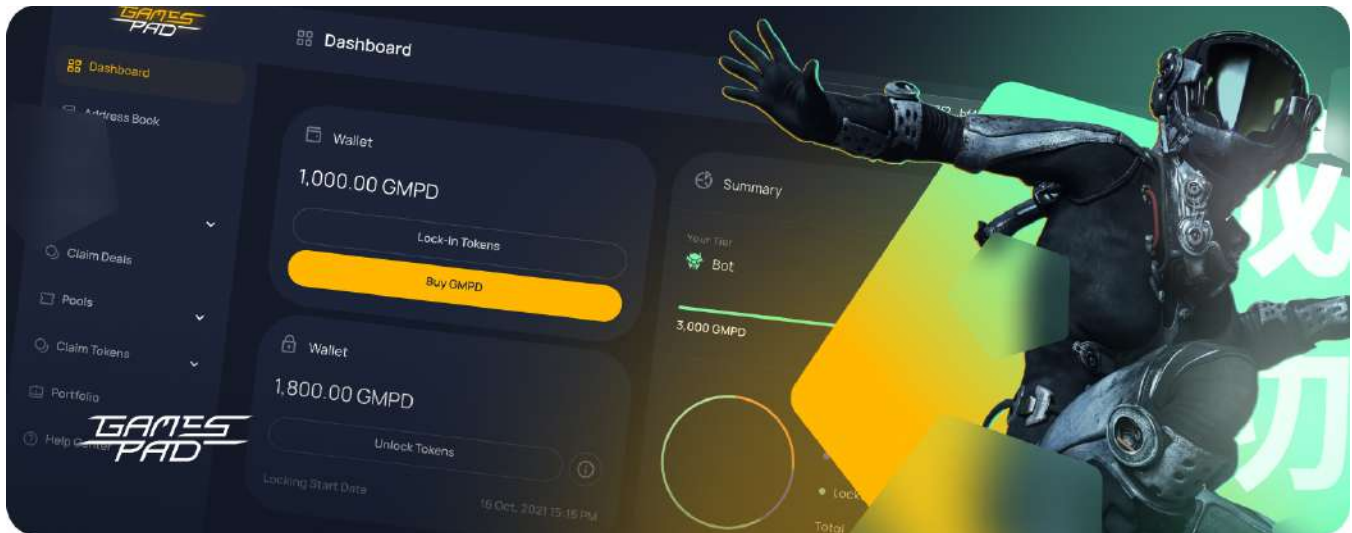 GAMES
PAD
Dashboard
Dashboard
Address Book
Claim Deals
Pools
Claim Tokens
Portfolio
Help Center
GAMES
PAD
Wallet
1,000.00 GMPD
Lock-In Tokens
Buy GMPD
Wallet
1,800.00 GMPD
Unlock Tokens
Locking Start Date
16 Oct, 2021 15:15 PM
Summary
Your Tier
Bot
3,000 GMPD
Total
刃